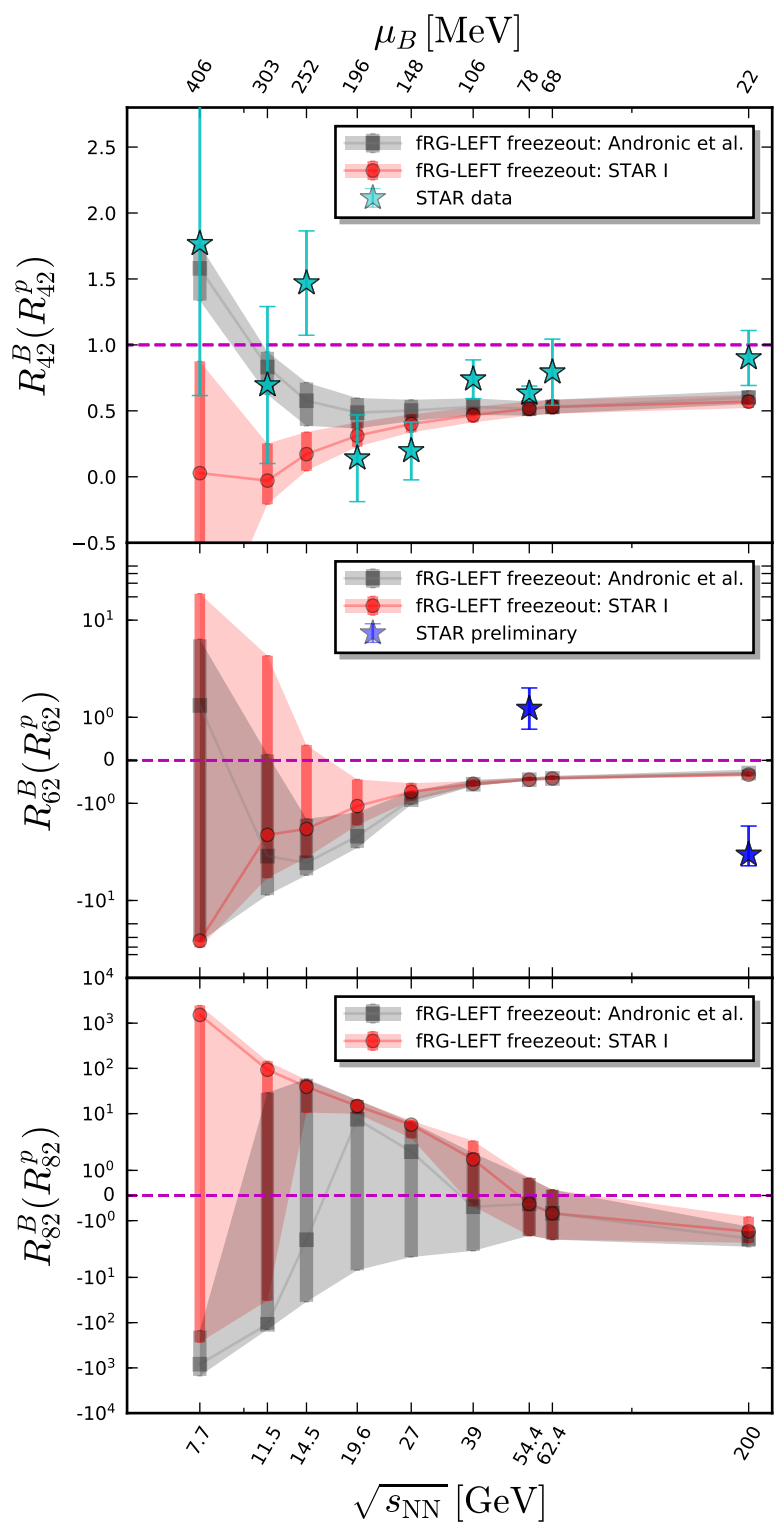 μ_B [MeV]
406 303 252 196 148 106 78 68 22
fRG-LEFT freezeout: Andronic et al.
fRG-LEFT freezeout: STAR I
STAR data
R^B_42(R^p_42)
2.5
2.0
1.5
1.0
0.5
0.0
−0.5
fRG-LEFT freezeout: Andronic et al.
fRG-LEFT freezeout: STAR I
STAR preliminary
R^B_62(R^p_62)
10^1
10^0
0
-10^0
-10^1
fRG-LEFT freezeout: Andronic et al.
fRG-LEFT freezeout: STAR I
R^B_82(R^p_82)
10^4
10^3
10^2
10^1
10^0
0
-10^0
-10^1
-10^2
-10^3
-10^4
7.7 11.5 14.5 19.6 27 39 54.4 62.4 200
√s_NN [GeV]